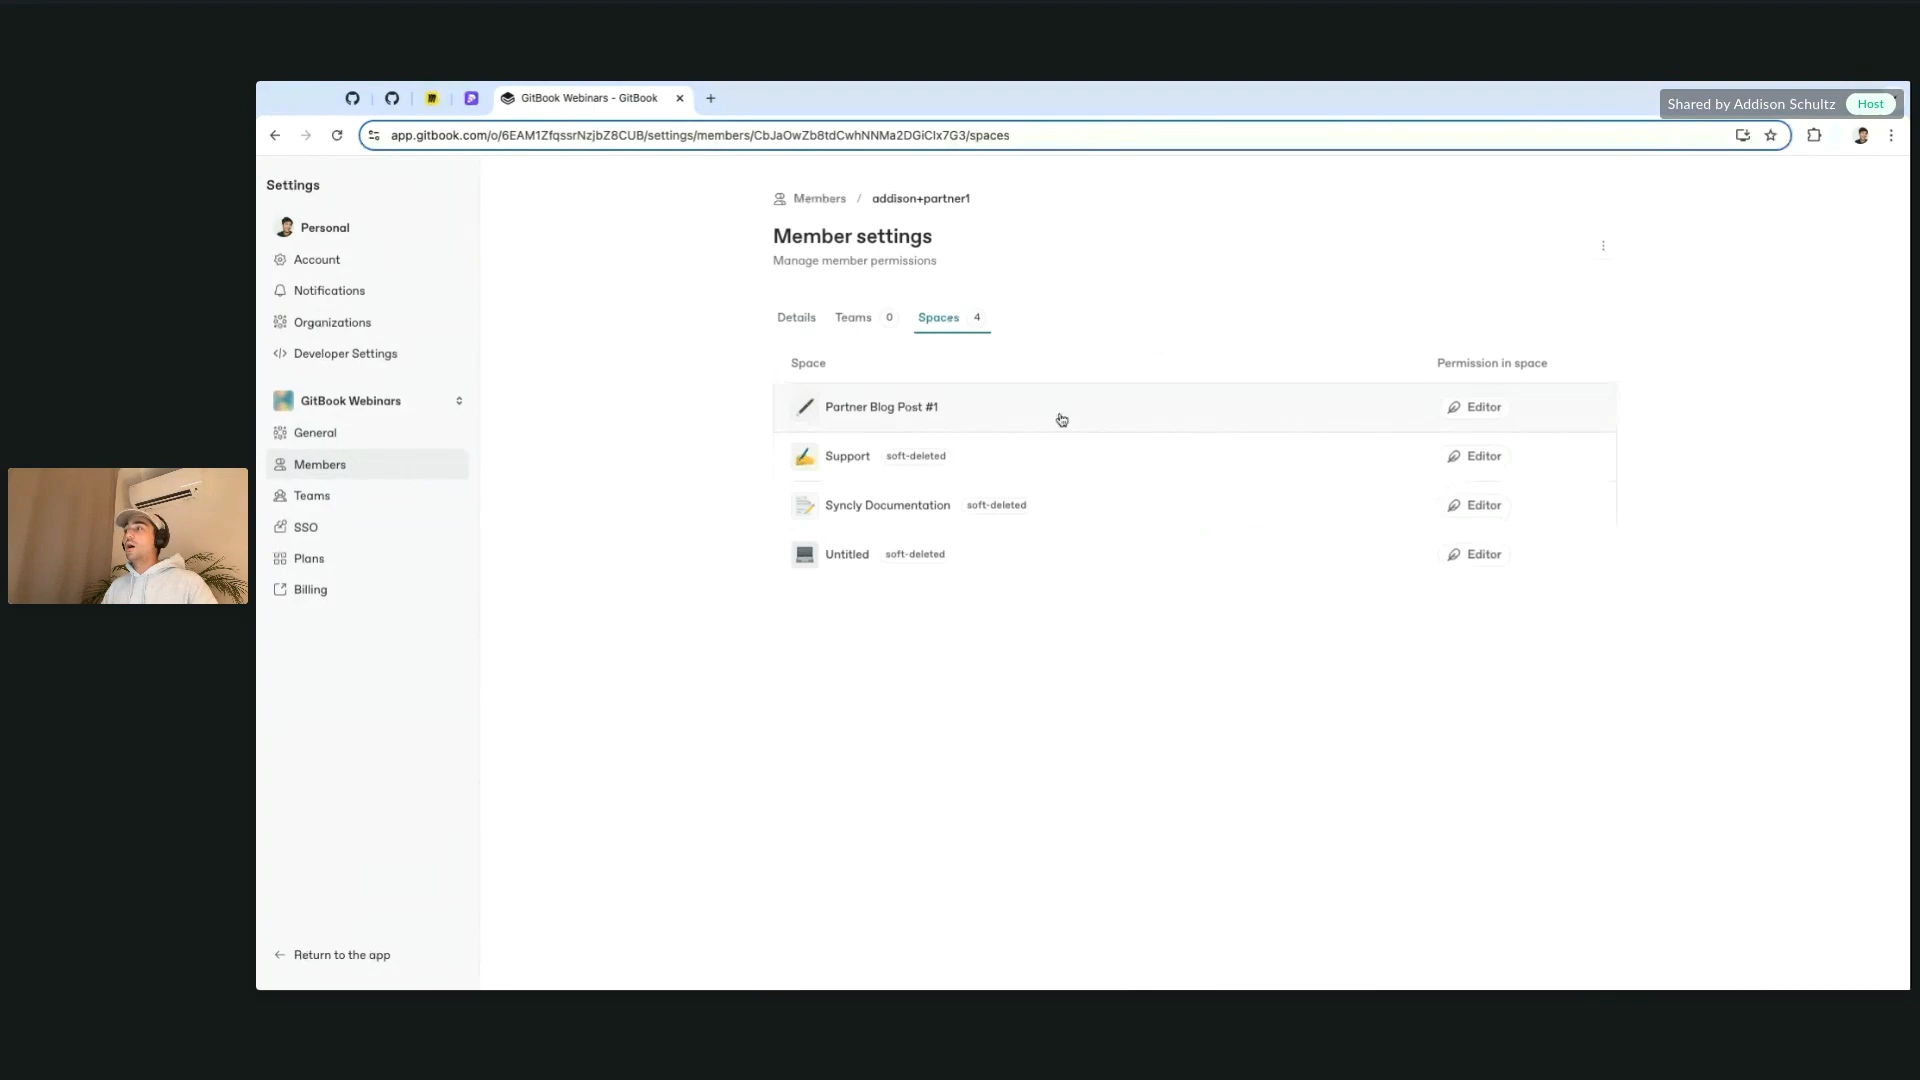 GitBook Webinars - GitBook
Shared by Addison Schultz Host
app.gitbook.com/o/6EAM1ZfqssrNzjbZ8CUB/settings/members/CbJaOwZb8tdCwhNNMa2DGiClx7G3/spaces
Settings
Personal
Account
Notifications
Organizations
Developer Settings
GitBook Webinars
General
Members
Teams
SSO
Plans
Billing
Return to the app
Members / addison+partner1
Member settings
Manage member permissions
Details Teams 0 Spaces 4
Space Permission in space
Partner Blog Post #1 Editor
Support soft-deleted Editor
Syncly Documentation soft-deleted Editor
Untitled soft-deleted Editor